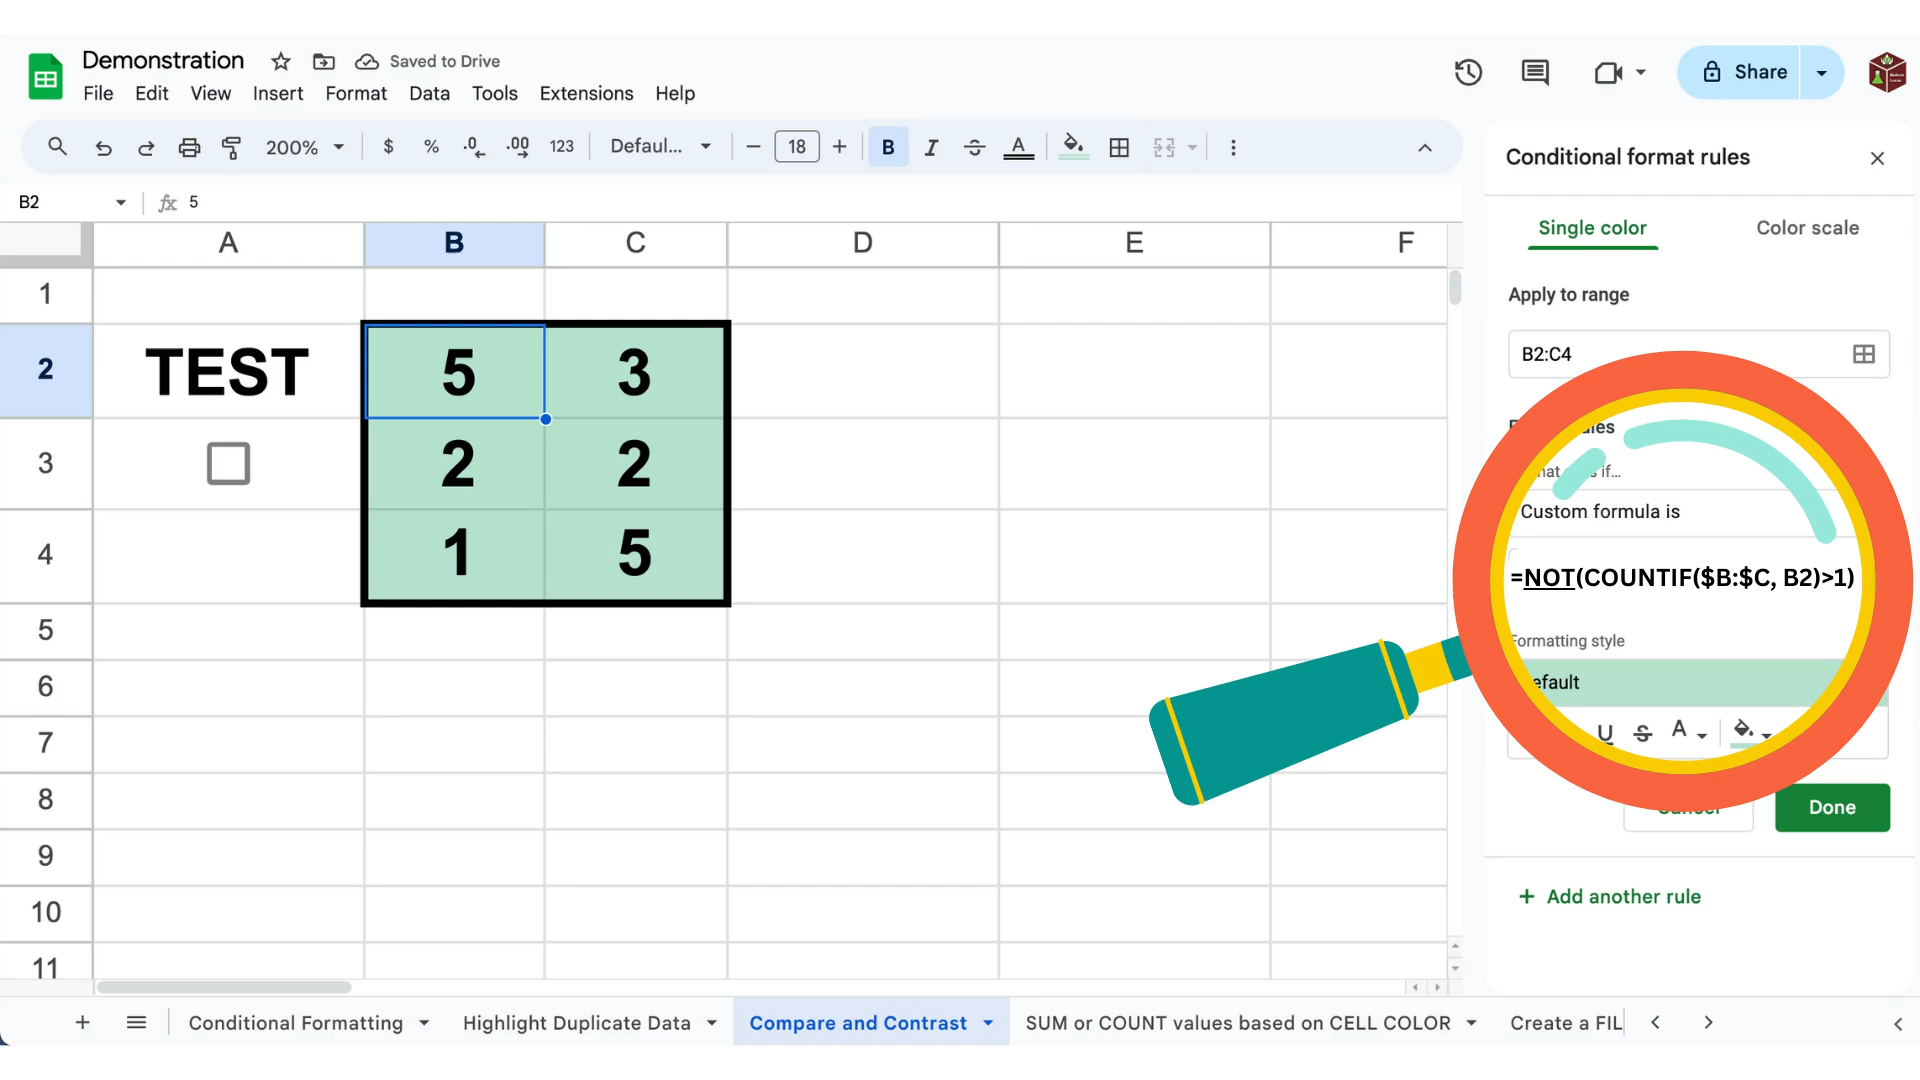 Demonstration Saved to Drive
File Edit View Insert Format Data Tools Extensions Help
Share
200% $ % .0 .00 123 Defaul... 18 B I S A
B2 fx 5
Conditional format rules
Single color Color scale
Apply to range
B2:C4
if...
Custom formula is
=NOT(COUNTIF($B:$C, B2)>1)
Formatting style
efault
U S A
Cancel Done
+ Add another rule
A B C D E F
1
2 TEST 5 3
3 2 2
4 1 5
5
6
7
8
9
10
11
Conditional Formatting Highlight Duplicate Data Compare and Contrast SUM or COUNT values based on CELL COLOR Create a FIL